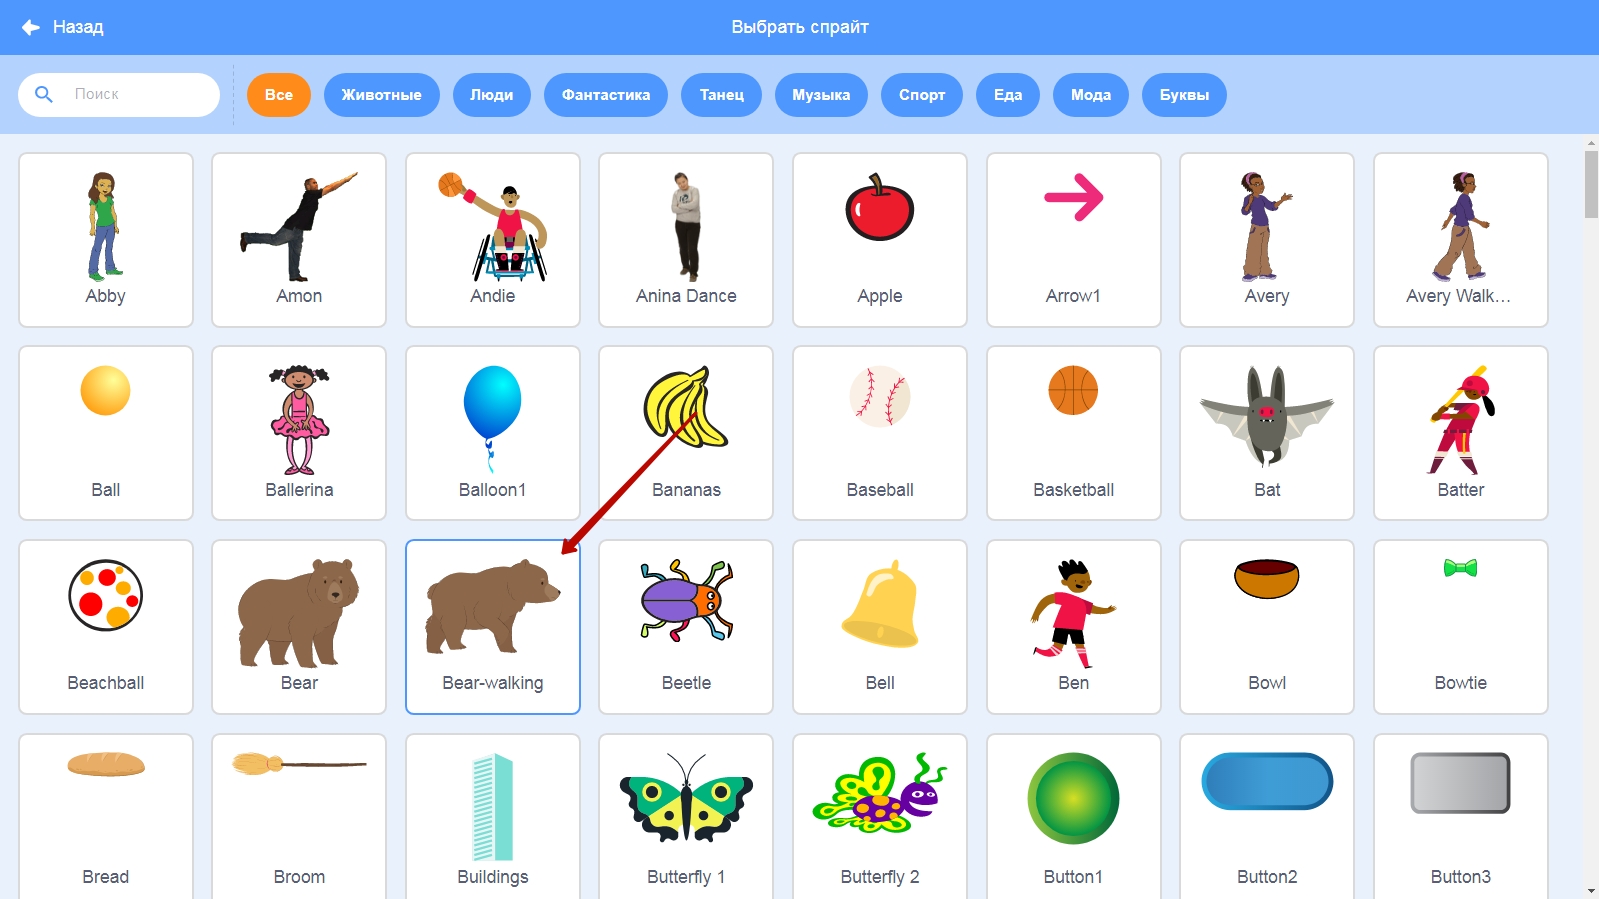 Назад
Выбрать спрайт
Поиск
Все
Животные
Люди
Фантастика
Танец
Музыка
Спорт
Еда
Мода
Буквы
Abby
Amon
Andie
Anina Dance
Apple
Arrow1
Avery
Avery Walk...
Ball
Ballerina
Balloon1
Bananas
Baseball
Basketball
Bat
Batter
Beachball
Bear
Bear-walking
Beetle
Bell
Ben
Bowl
Bowtie
Bread
Broom
Buildings
Butterfly 1
Butterfly 2
Button1
Button2
Button3